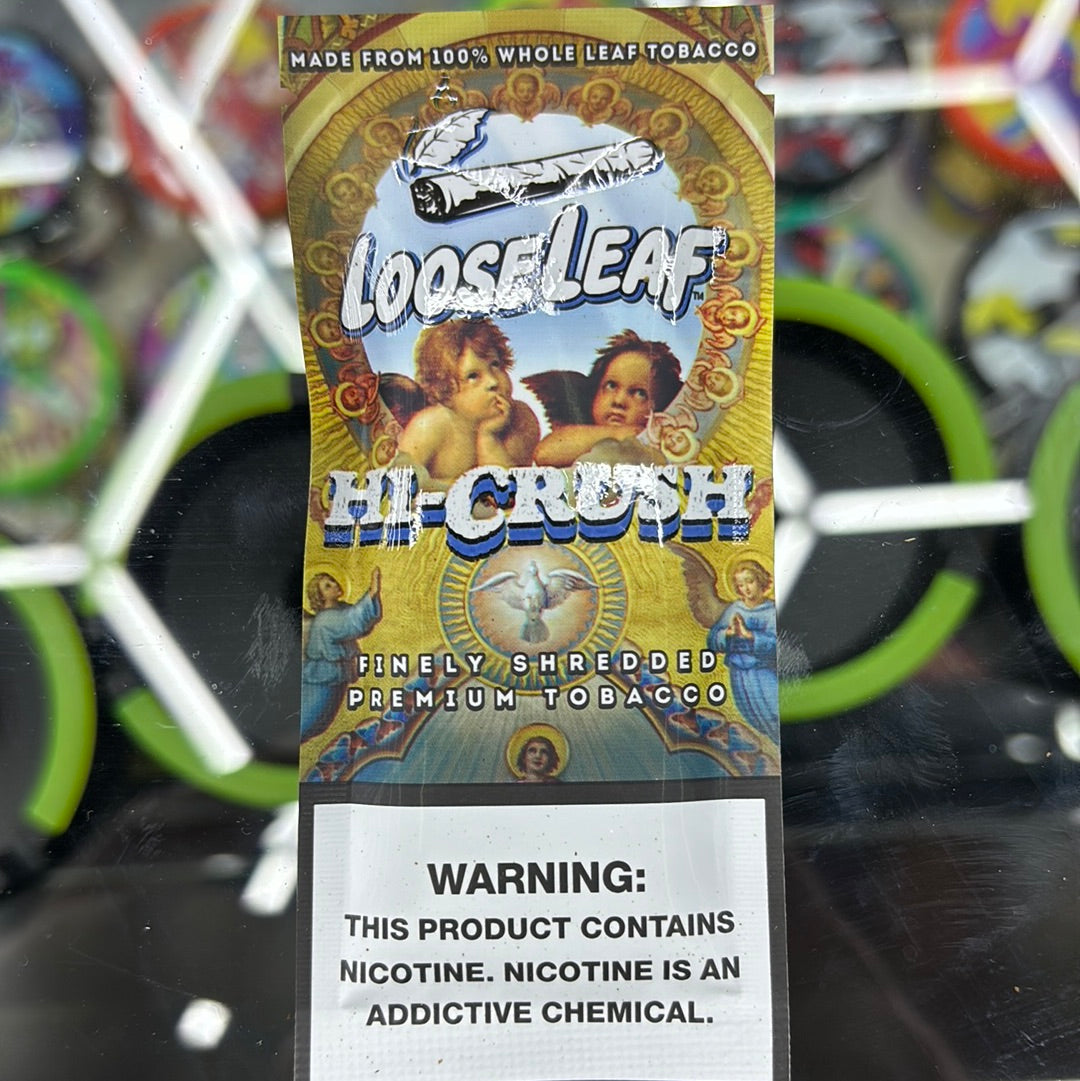 MADE FROM 100% WHOLE LEAF TOBACCO
LOOSELEAF™
HI-CRUSH
FINELY SHREDDED
PREMIUM TOBACCO
WARNING:
THIS PRODUCT CONTAINS
NICOTINE. NICOTINE IS AN
ADDICTIVE CHEMICAL.